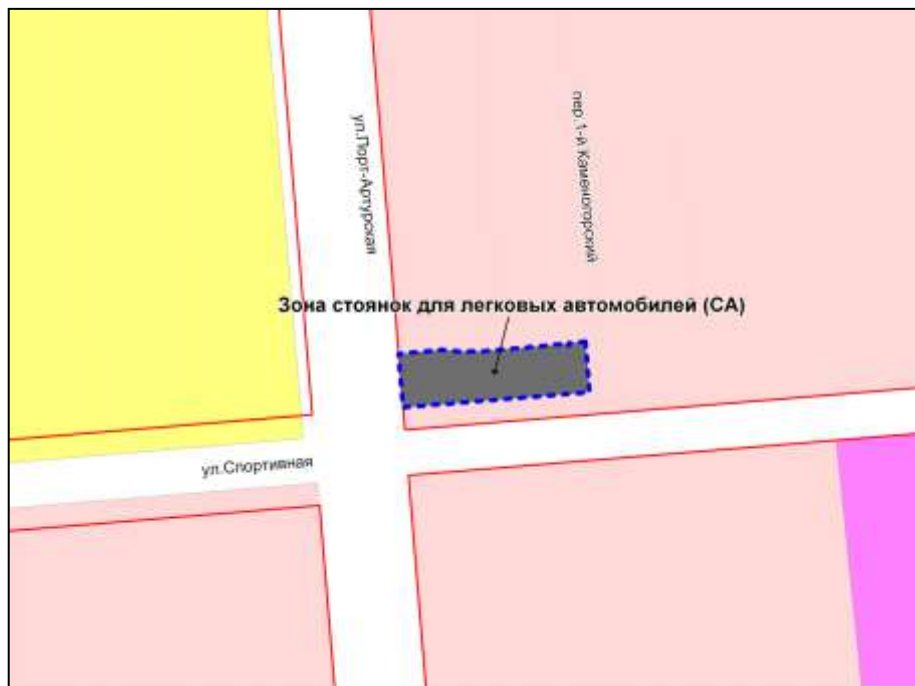 ул.Порт-Артурская
пер.1-й Каменогорский
Зона стоянок для легковых автомобилей (СА)
ул.Спортивная